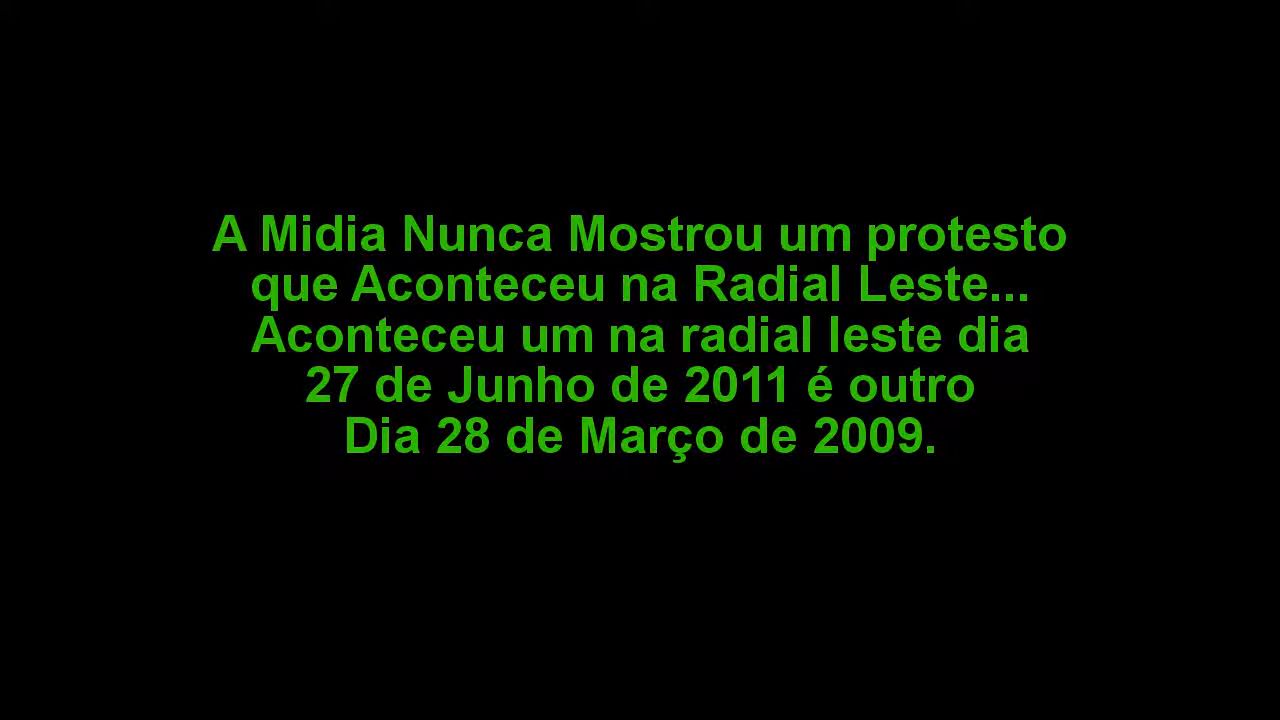 A Midia Nunca Mostrou um protesto
que Aconteceu na Radial Leste...
Aconteceu um na radial leste dia
27 de Junho de 2011 é outro
Dia 28 de Março de 2009.